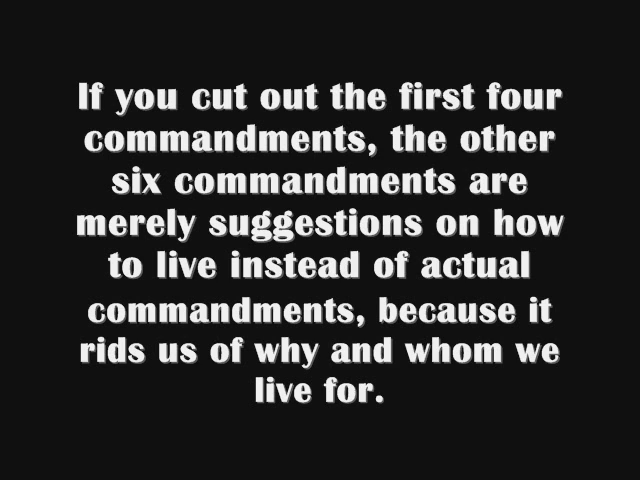 If you cut out the first four
commandments, the other
six commandments are
merely suggestions on how
to live instead of actual
commandments, because it
rids us of why and whom we
live for.